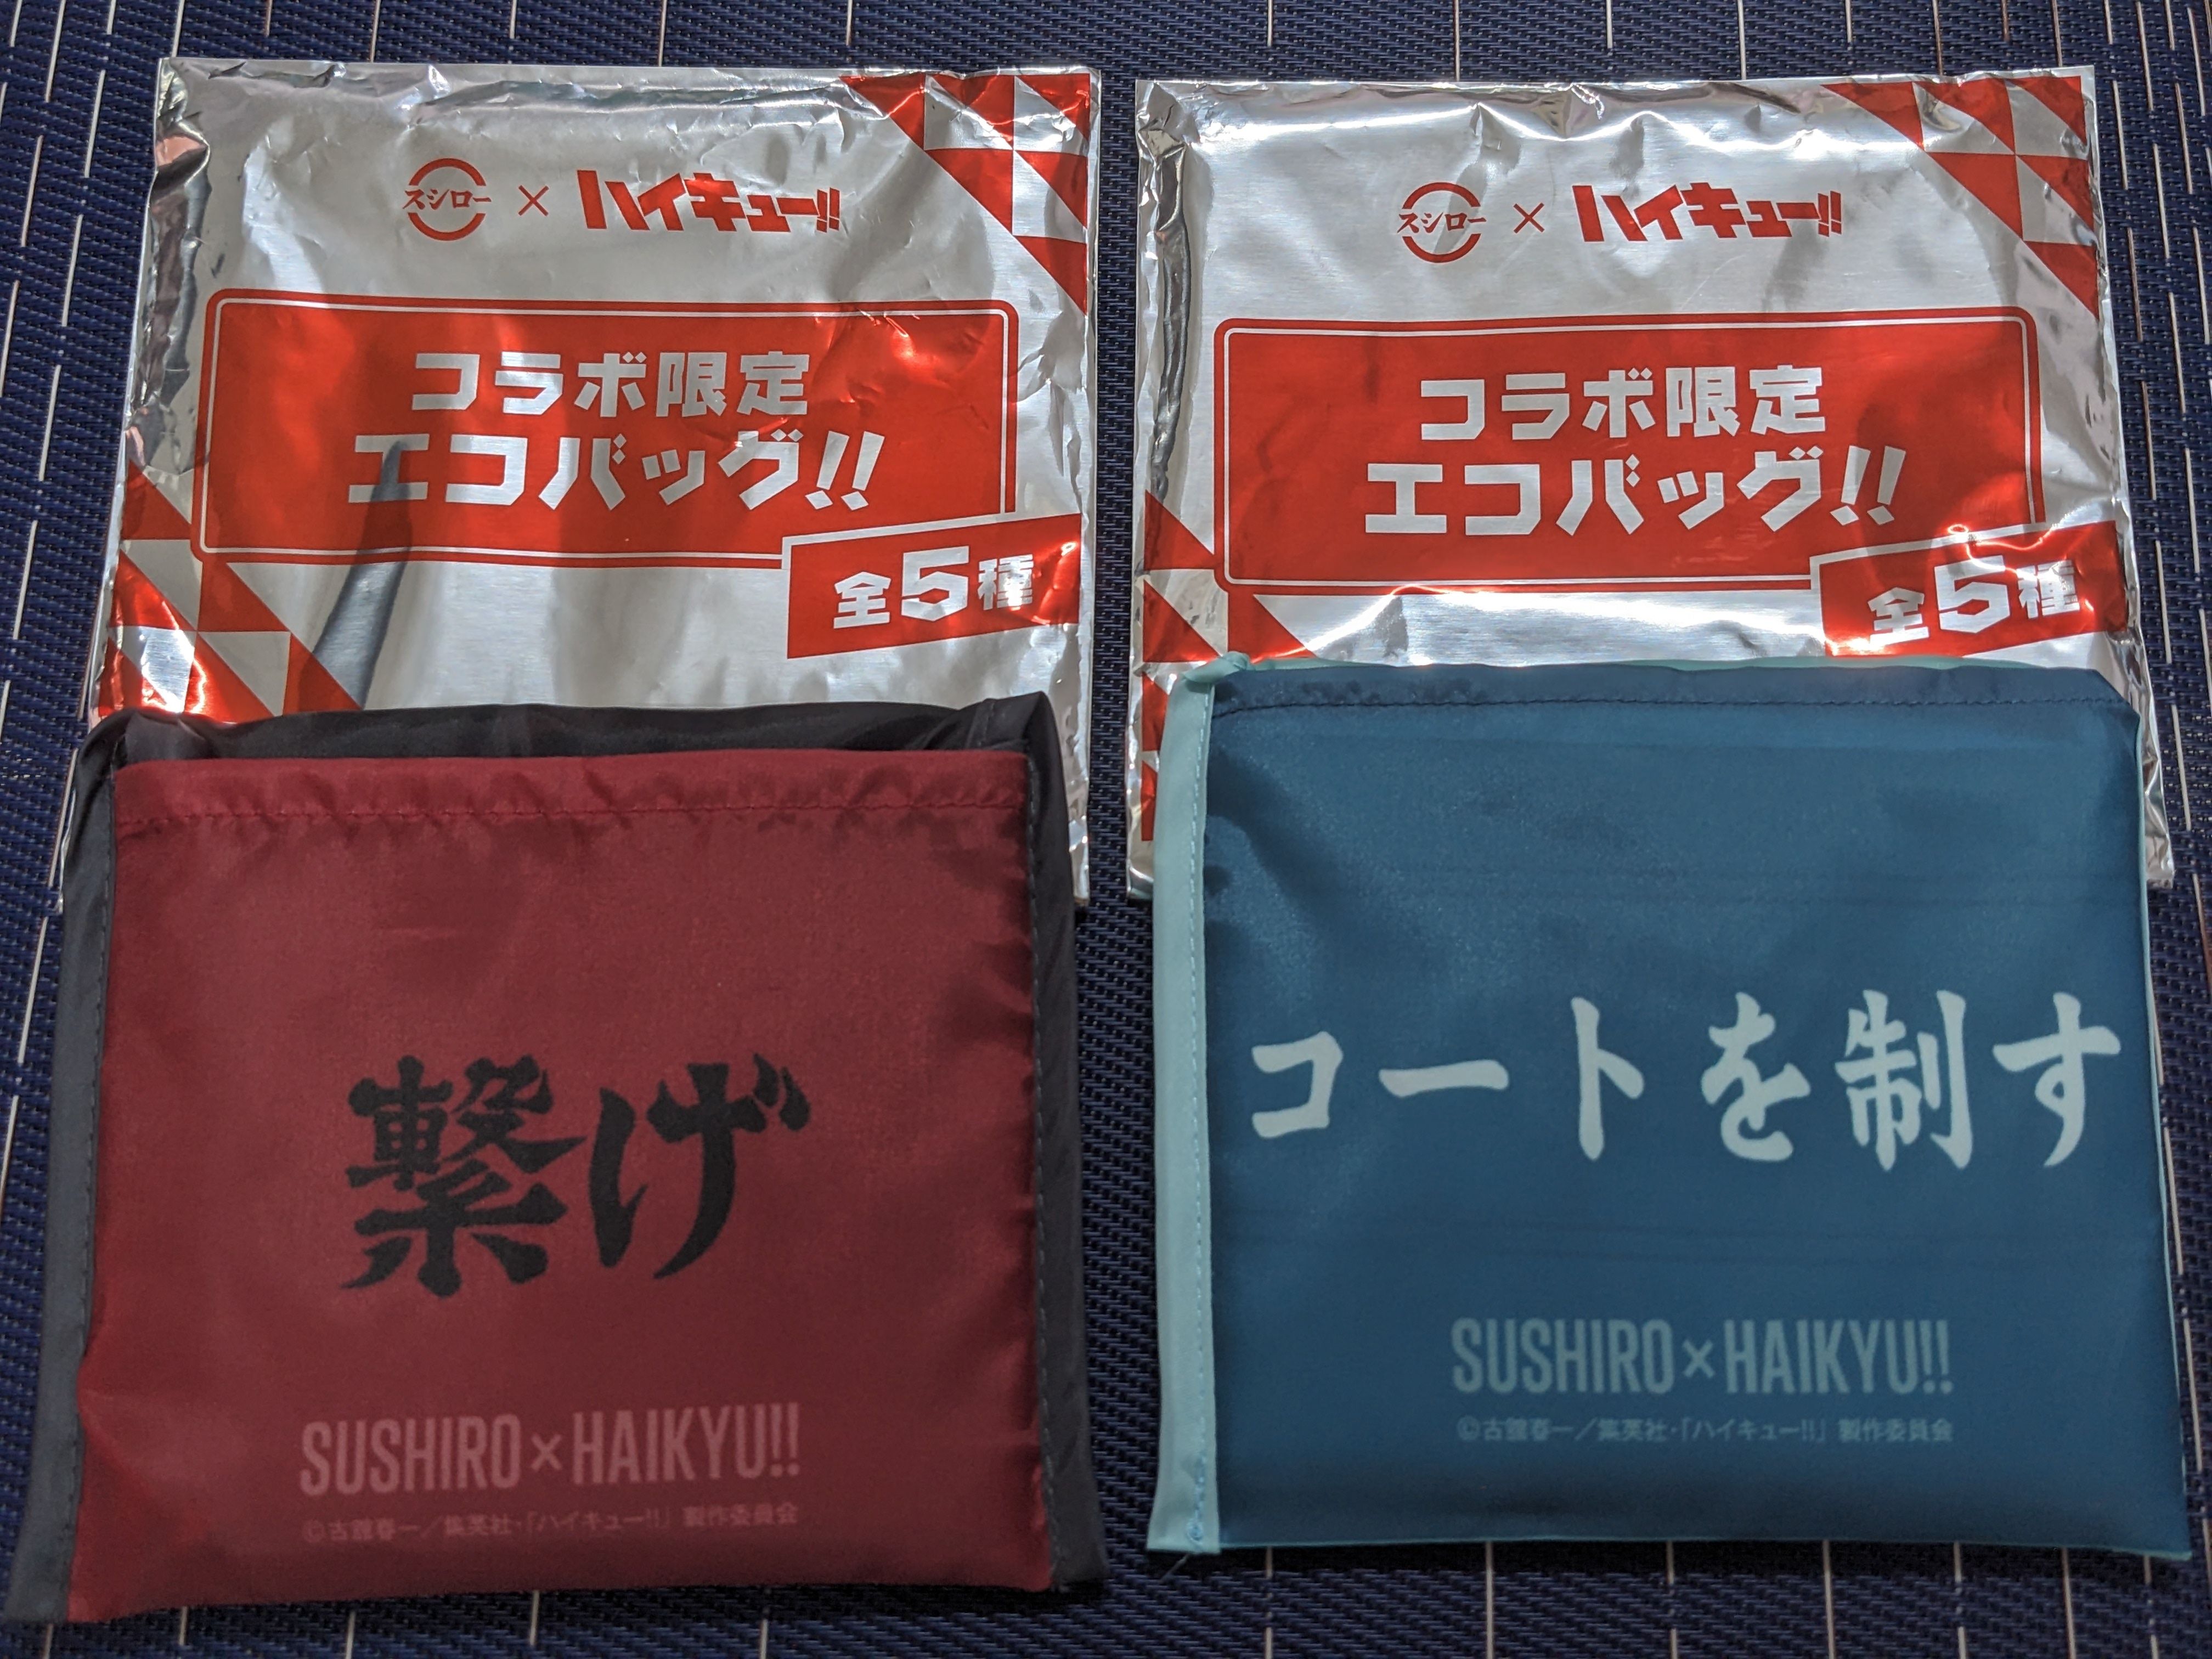 スシロー × ハイキュー!!
コラボ限定
エコバッグ!!
全5種
スシロー × ハイキュー!!
コラボ限定
エコバッグ!!
全5種
繋げ
SUSHIRO×HAIKYU!!
©古舘春一／集英社・「ハイキュー!!」製作委員会
コートを制す
SUSHIRO×HAIKYU!!
©古舘春一／集英社・「ハイキュー!!」製作委員会